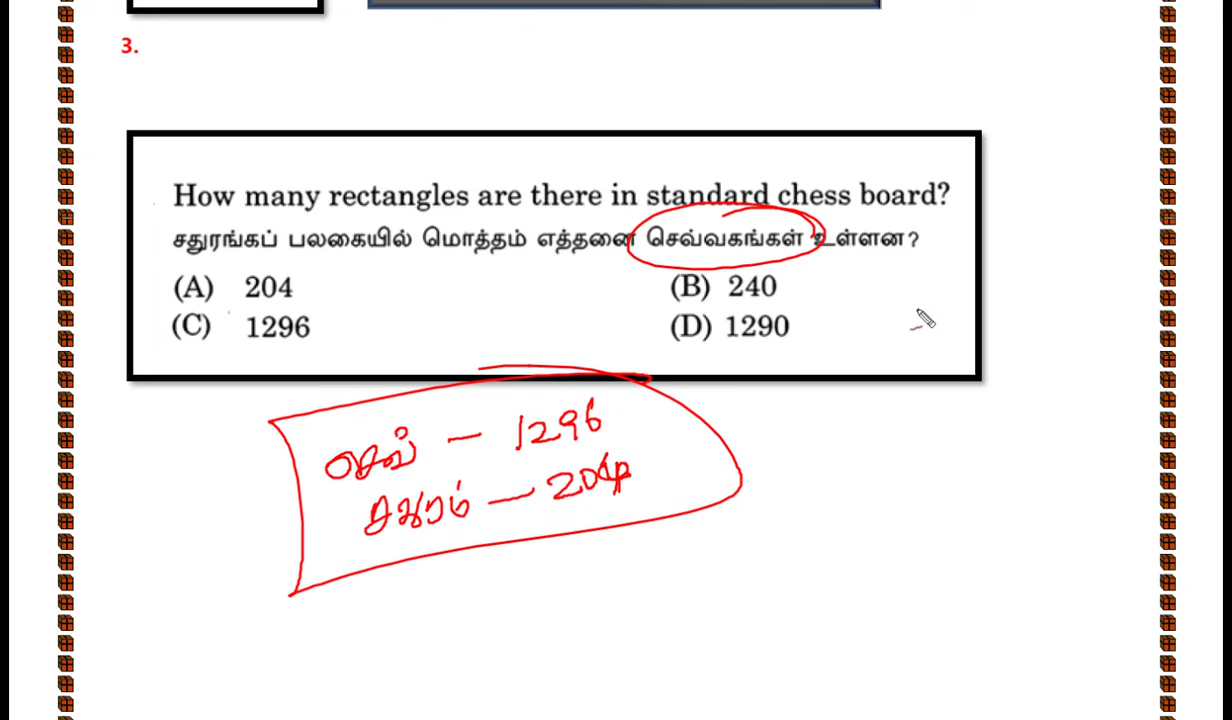 3.
How many rectangles are there in standard chess board?
சதுரங்கப் பலகையில் மொத்தம் எத்தனை செவ்வகங்கள் உள்ளன?
(A) 204 (B) 240
(C) 1296 (D) 1290
செவ் – 1296
சதுரம் – 204